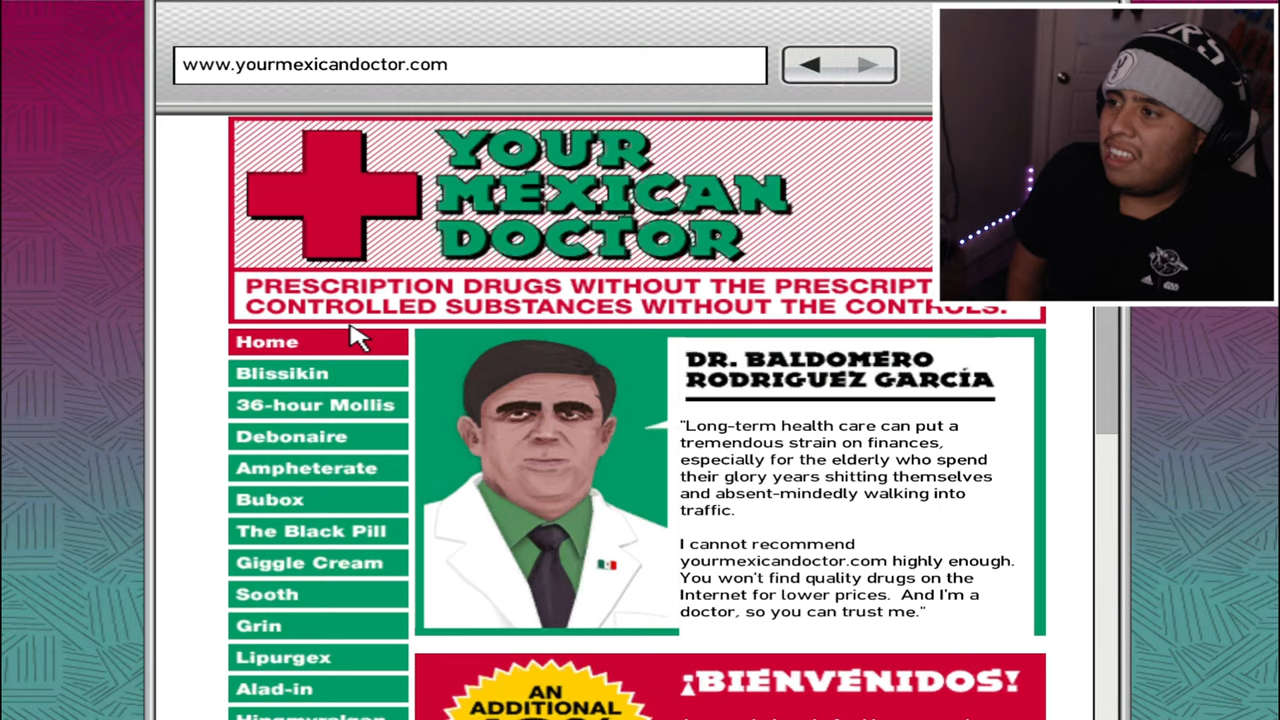 www.yourmexicandoctor.com
YOUR
MEXICAN
DOCTOR
PRESCRIPTION DRUGS WITHOUT THE
CONTROLLED SUBSTANCES WITHOUT THE CONTROLS.
Home
Blissikin
36-hour Mollis
Debonaire
Ampheterate
Bubox
The Black Pill
Giggle Cream
Sooth
Grin
Lipurgex
Alad-in
DR. BALDOMERO
RODRIGUEZ GARCÍA
"Long-term health care can put a
tremendous strain on finances,
especially for the elderly who spend
their glory years shitting themselves
and absent-mindedly walking into
traffic.
I cannot recommend
yourmexicandoctor.com highly enough.
You won't find quality drugs on the
Internet for lower prices. And I'm a
doctor, so you can trust me."
AN
ADDITIONAL
¡BIENVENIDOS!